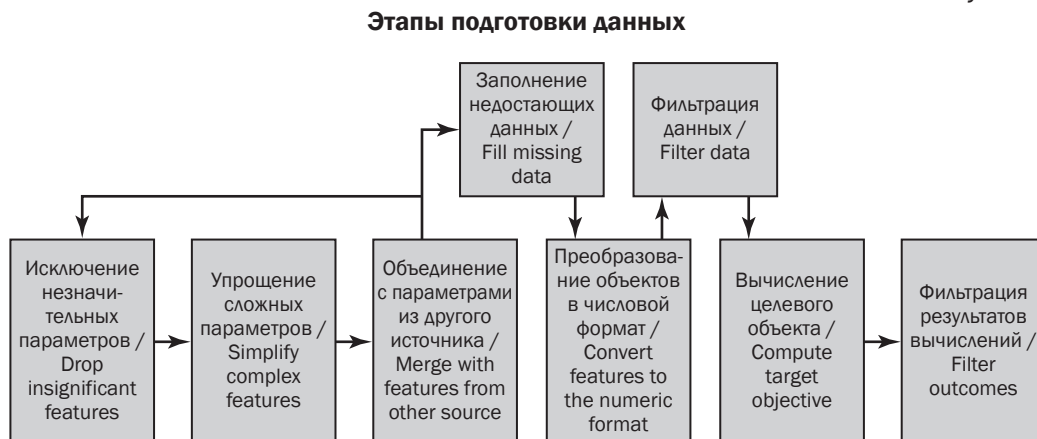 Этапы подготовки данных
Заполнение
недостающих
данных /
Fill missing
data
Фильтрация
данных /
Filter data
Исключение
незначи-
тельных
параметров /
Drop
insignificant
features
Упрощение
сложных
параметров /
Simplify
complex
features
Объединение
с параметрами
из другого
источника /
Merge with
features from
other source
Преобразова-
ние объектов
в числовой
формат /
Convert
features to
the numeric
format
Вычисление
целевого
объекта /
Compute
target
objective
Фильтрация
результатов
вычислений /
Filter
outcomes